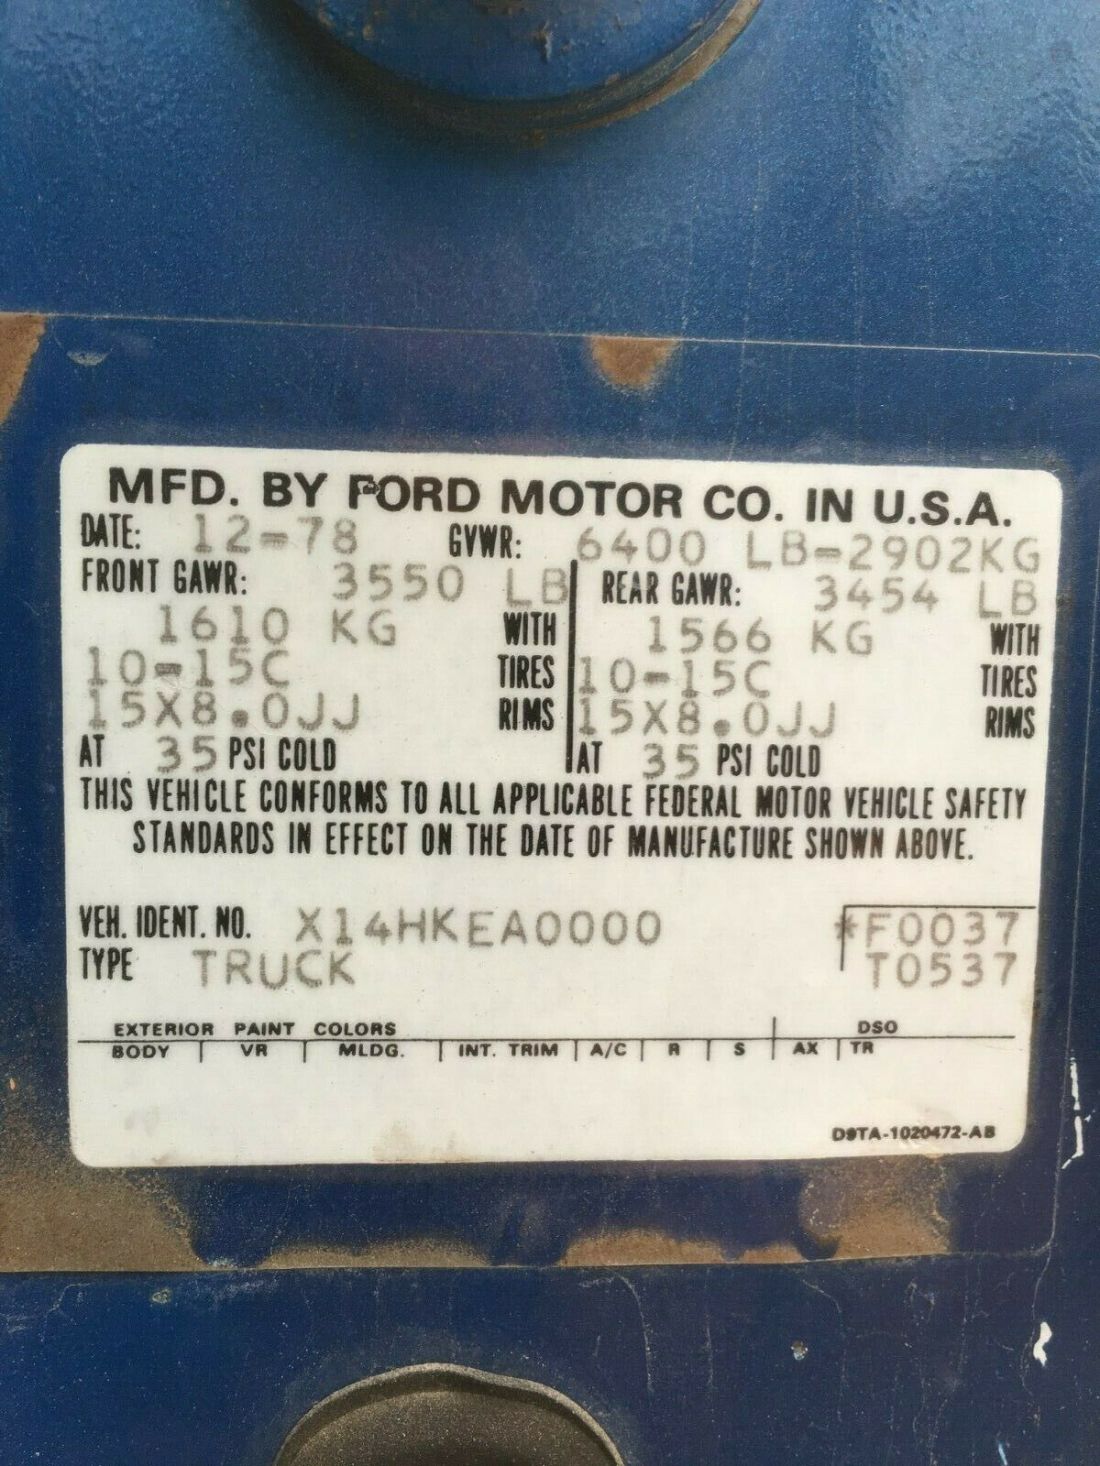 MFD. BY FORD MOTOR CO. IN U.S.A.
DATE: 12-78 GVWR: 6400 LB-2902KG
FRONT GAWR: 3550 LB REAR GAWR: 3454 LB
1610 KG WITH 1566 KG WITH
10-15C TIRES 10-15C TIRES
15X8.0JJ RIMS 15X8.0JJ RIMS
AT 35 PSI COLD AT 35 PSI COLD
THIS VEHICLE CONFORMS TO ALL APPLICABLE FEDERAL MOTOR VEHICLE SAFETY
STANDARDS IN EFFECT ON THE DATE OF MANUFACTURE SHOWN ABOVE.
VEH. IDENT. NO. X14HKEA0000 *F0037
TYPE TRUCK T0537
EXTERIOR PAINT COLORS DSO
BODY VR MLDG. INT. TRIM A/C R S AX TR
D9TA-1020472-AB